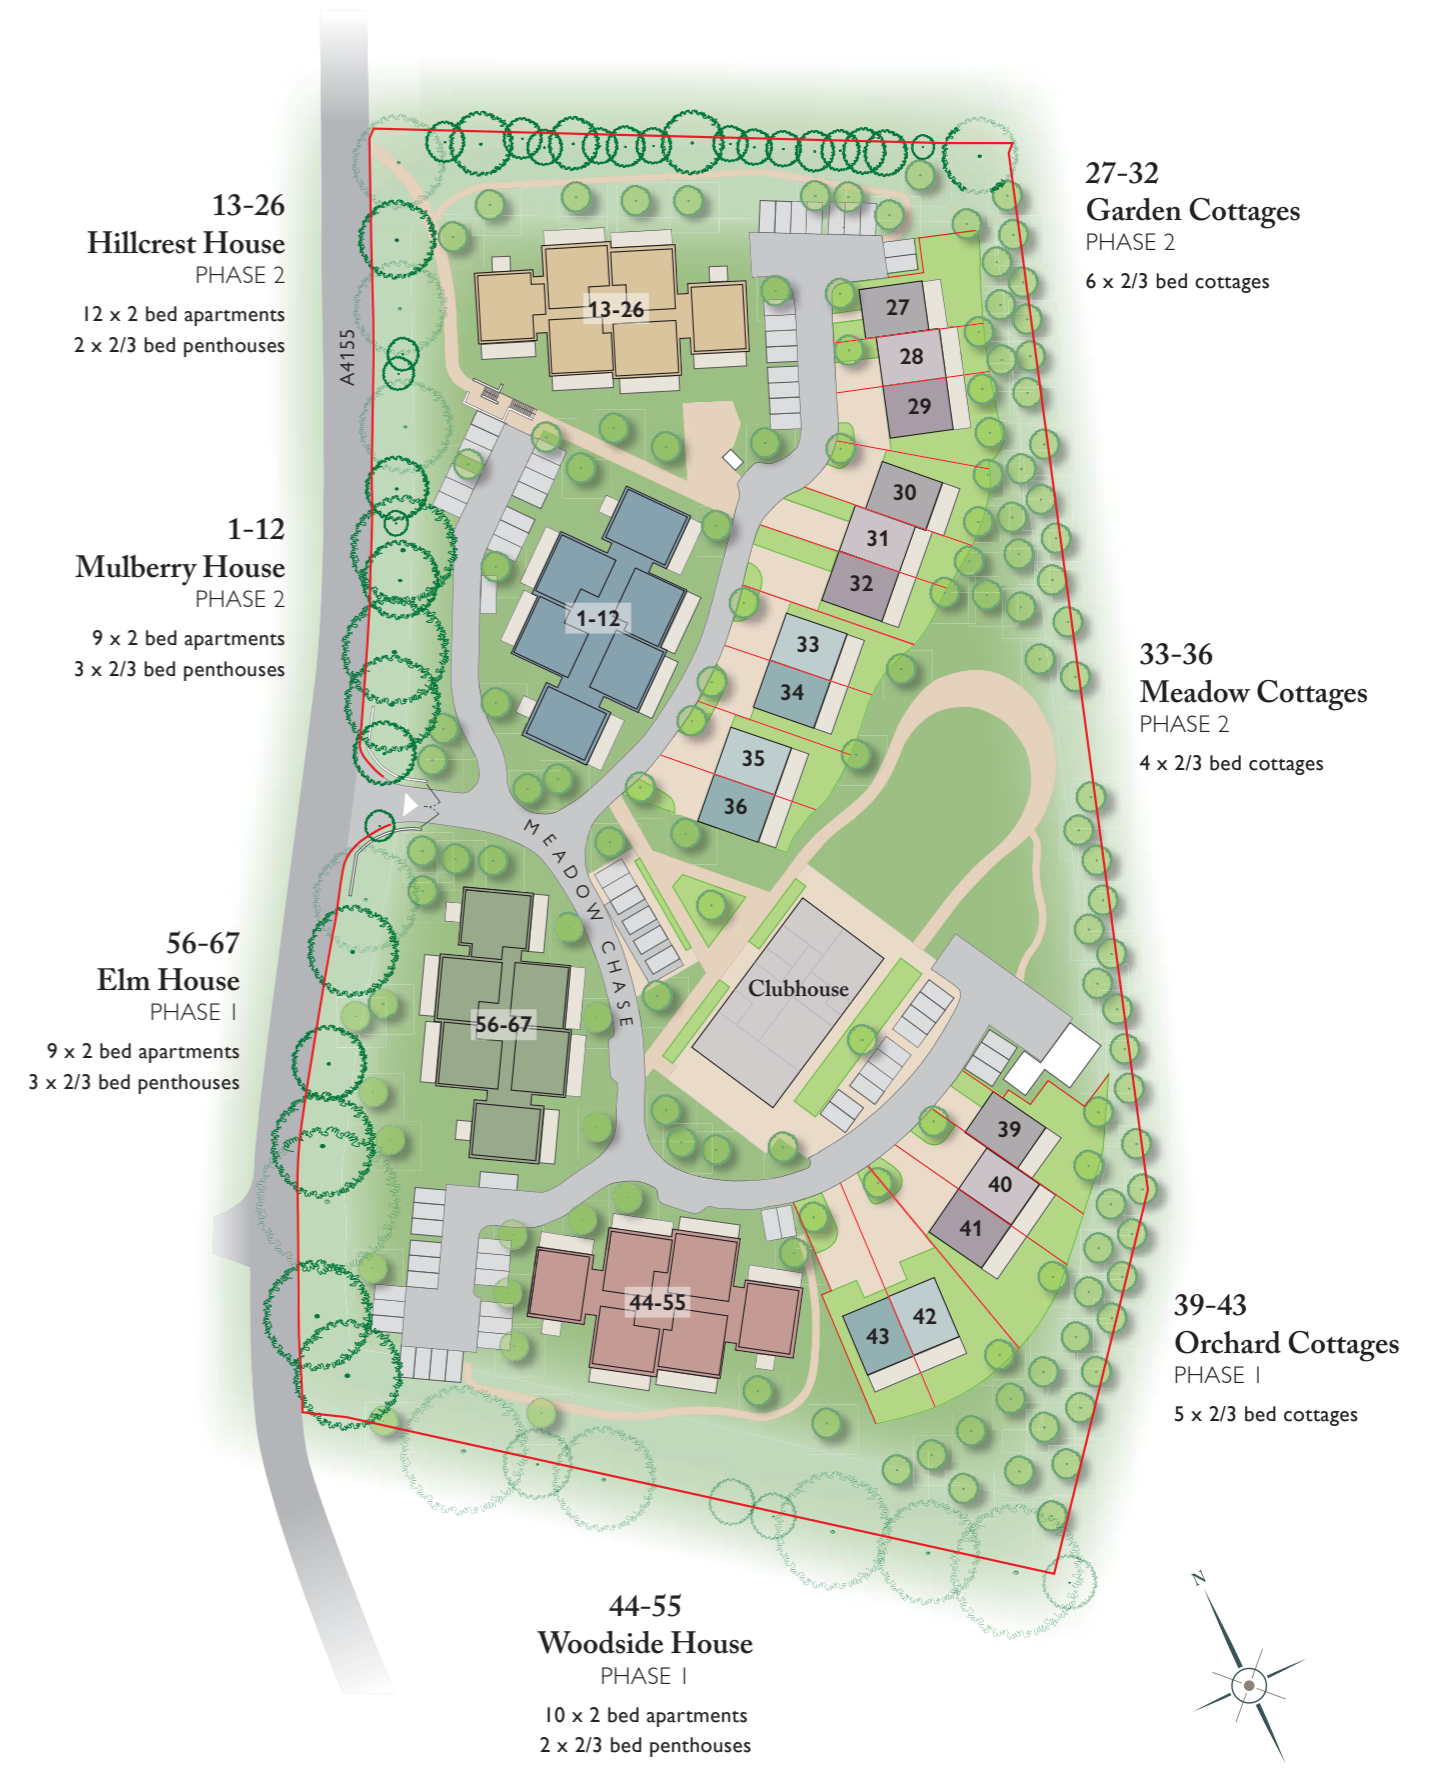 13-26
Hillcrest House
PHASE 2
12 x 2 bed apartments
2 x 2/3 bed penthouses
27-32
Garden Cottages
PHASE 2
6 x 2/3 bed cottages
A4155
13-26
27
28
29
30
31
32
1-12
Mulberry House
PHASE 2
9 x 2 bed apartments
3 x 2/3 bed penthouses
1-12
33
34
35
36
33-36
Meadow Cottages
PHASE 2
4 x 2/3 bed cottages
MEADOW CHASE
56-67
Elm House
PHASE 1
9 x 2 bed apartments
3 x 2/3 bed penthouses
56-67
Clubhouse
39
40
41
42
43
44-55
39-43
Orchard Cottages
PHASE 1
5 x 2/3 bed cottages
44-55
Woodside House
PHASE 1
10 x 2 bed apartments
2 x 2/3 bed penthouses
N